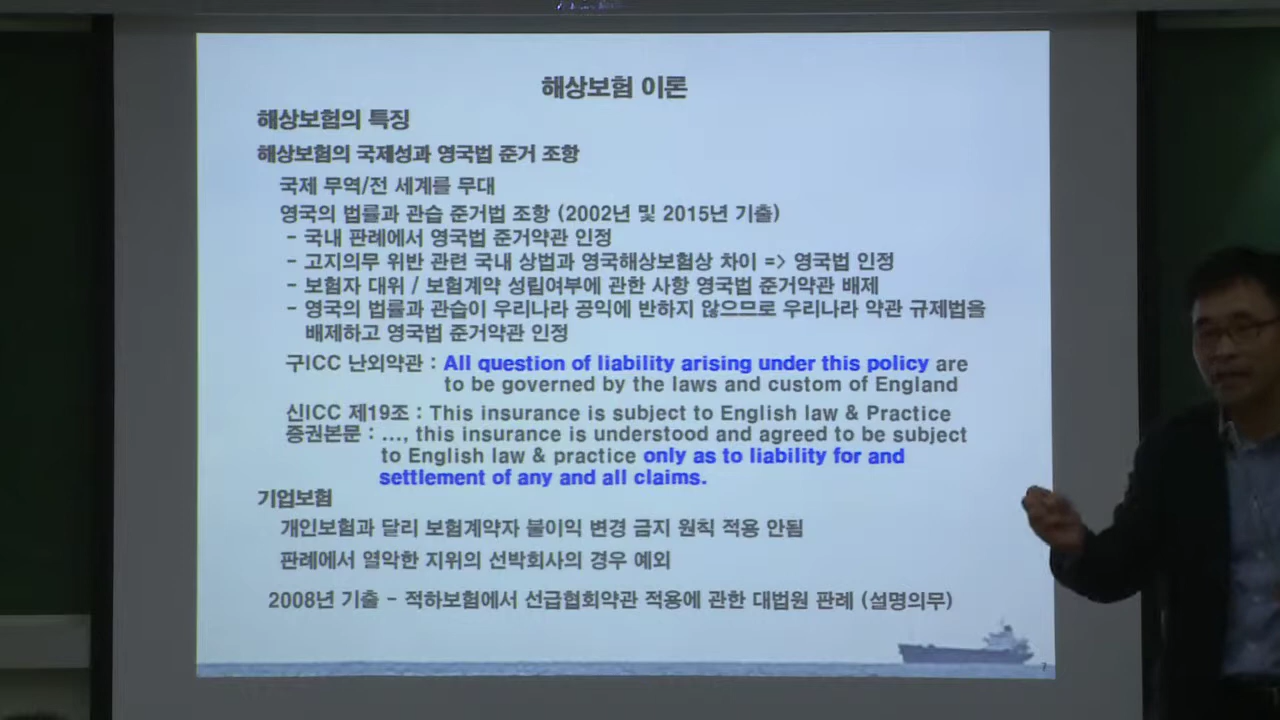 해상보험 이론
해상보험의 특징
해상보험의 국제성과 영국법 준거 조항
국제 무역/전 세계를 무대
영국의 법률과 관습 준거법 조항 (2002년 및 2015년 기출)
- 국내 판례에서 영국법 준거약관 인정
- 고지의무 위반 관련 국내 상법과 영국해상보험상 차이 => 영국법 인정
- 보험자 대위 / 보험계약 성립여부에 관한 사항 영국법 준거약관 배제
- 영국의 법률과 관습이 우리나라 공익에 반하지 않으므로 우리나라 약관 규제법을
배제하고 영국법 준거약관 인정
구ICC 난외약관 : All question of liability arising under this policy are
to be governed by the laws and custom of England
신ICC 제19조 : This insurance is subject to English law & Practice
증권본문 : ..., this insurance is understood and agreed to be subject
to English law & practice only as to liability for and
settlement of any and all claims.
기업보험
개인보험과 달리 보험계약자 불이익 변경 금지 원칙 적용 안됨
판례에서 열악한 지위의 선박회사의 경우 예외
2008년 기출 - 적하보험에서 선급협회약관 적용에 관한 대법원 판례 (설명의무)
7